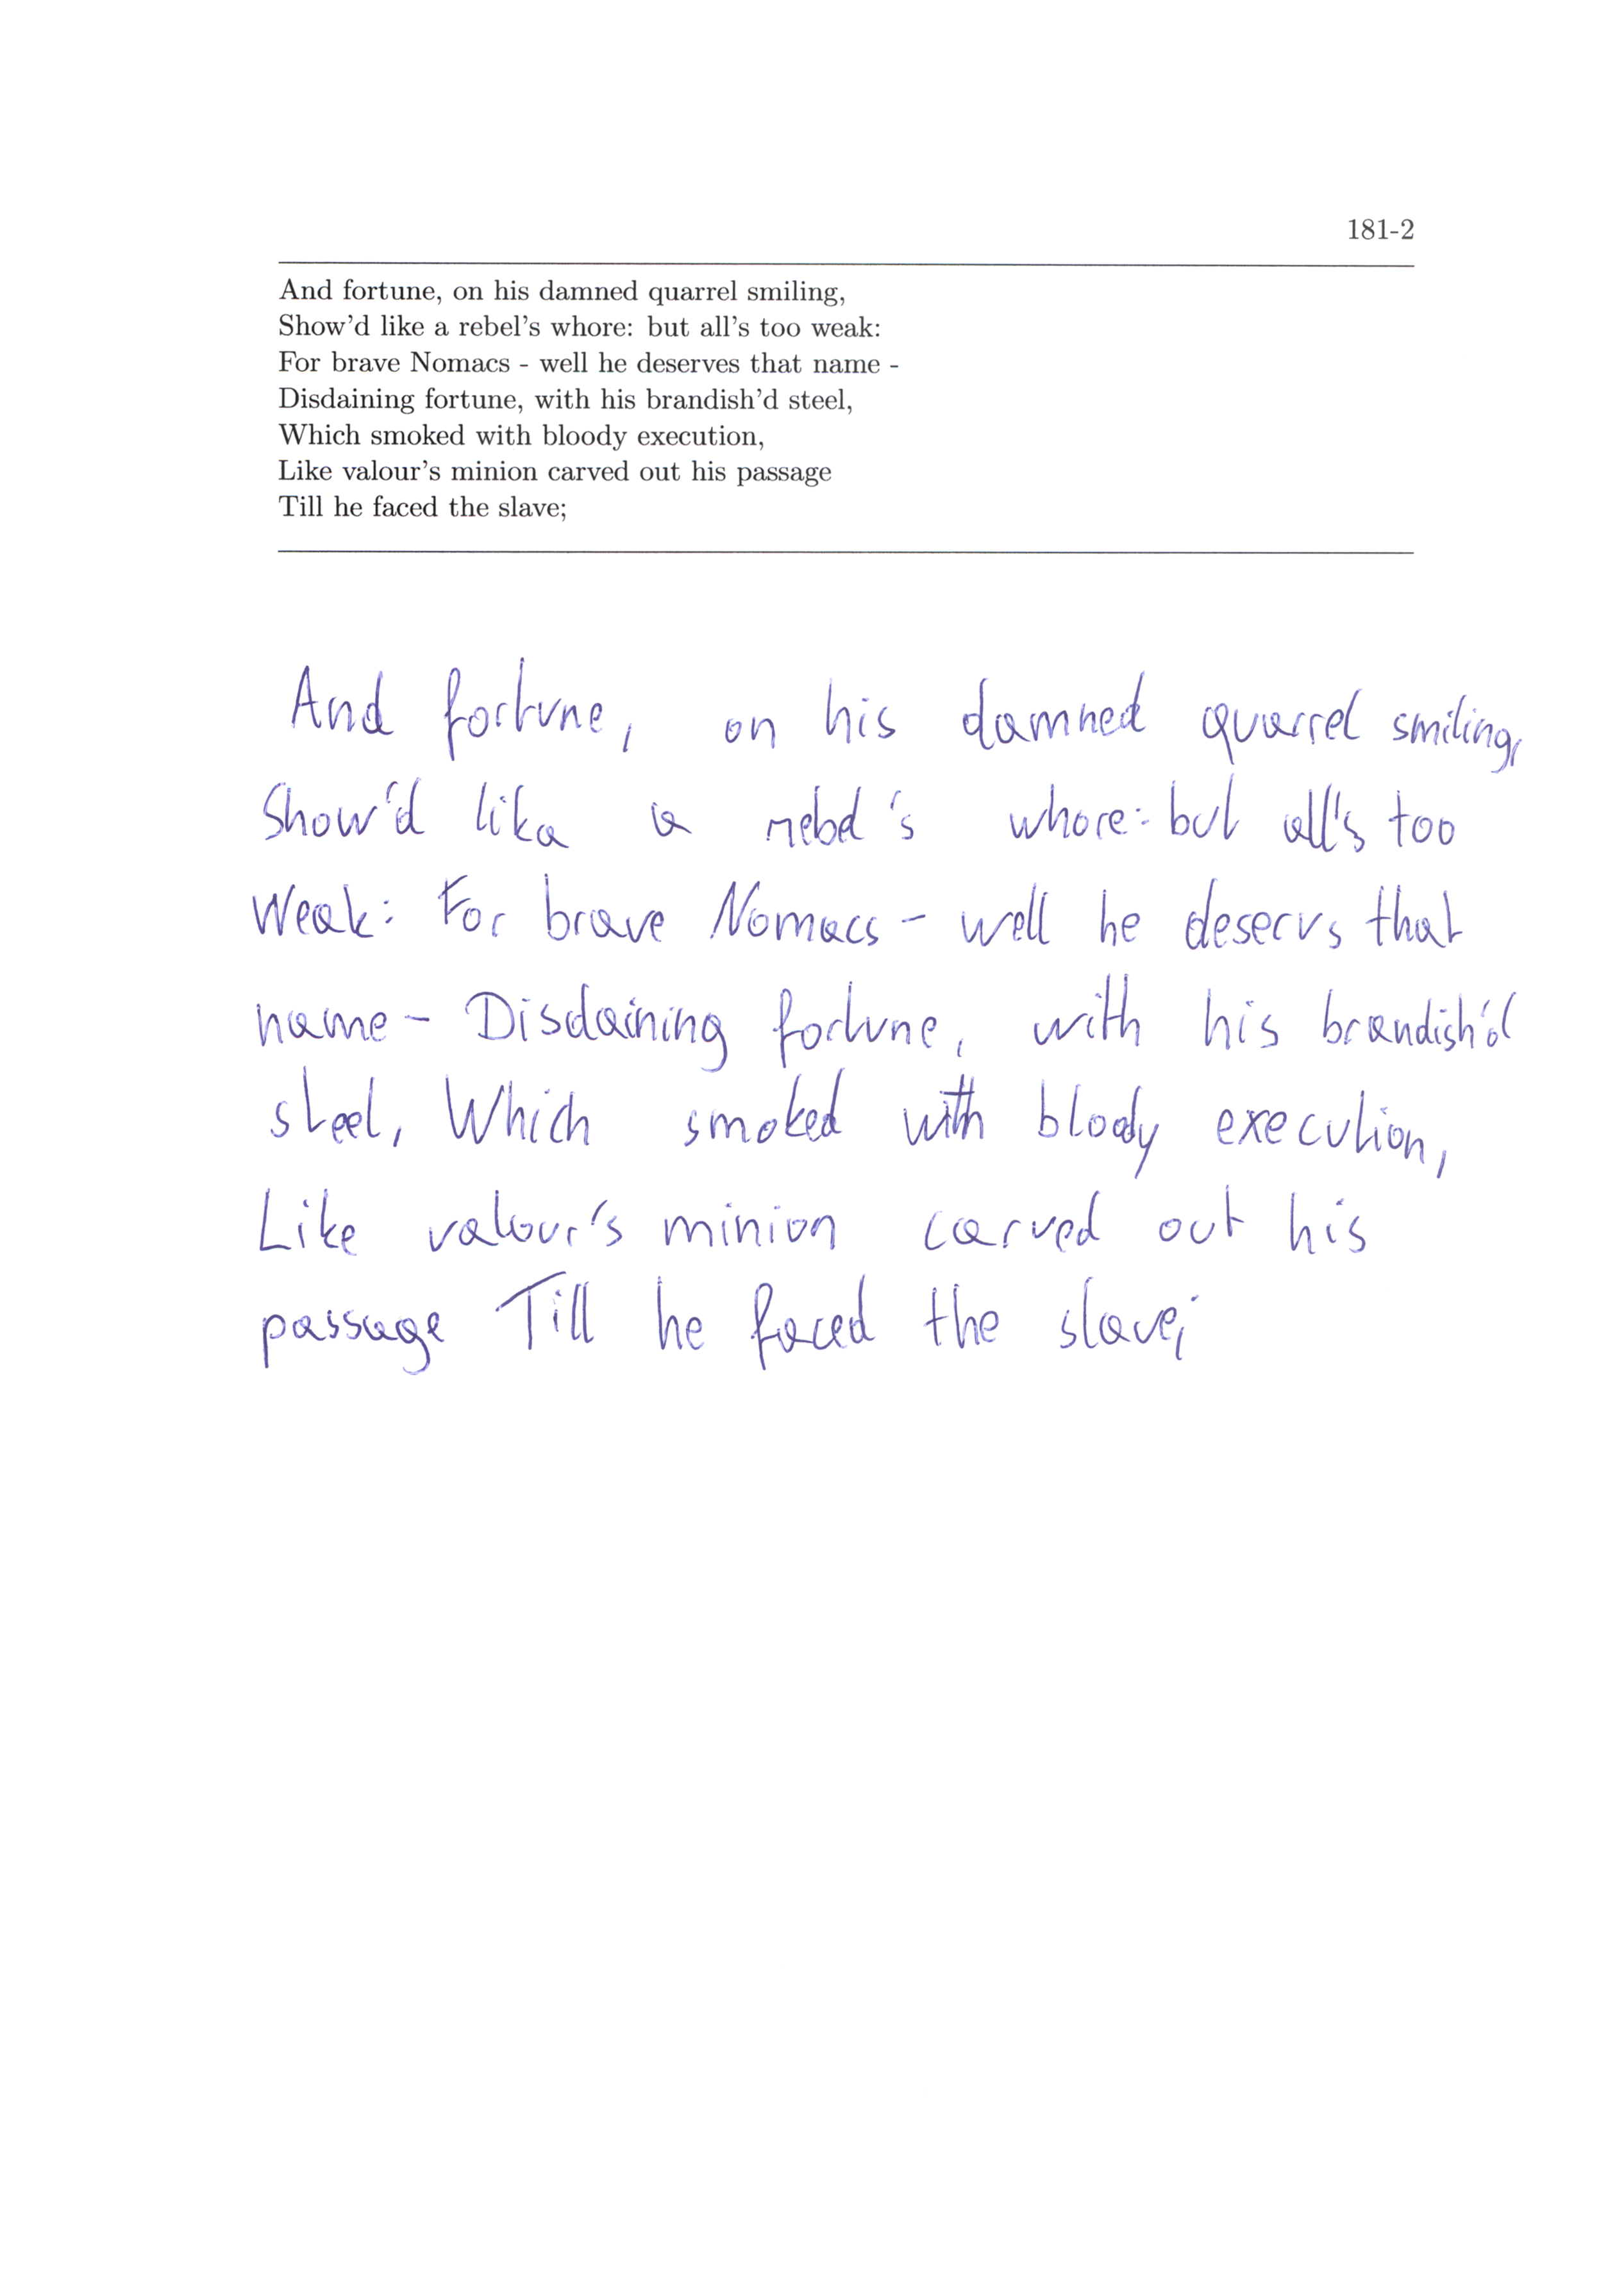 181-2
And fortune, on his damned quarrel smiling,
Show'd like a rebel's whore: but all's too weak:
For brave Nomacs - well he deserves that name -
Disdaining fortune, with his brandish'd steel,
Which smoked with bloody execution,
Like valour's minion carved out his passage
Till he faced the slave;
And fortune, on his damned quarrel smiling,
Show'd lika a rebel's whore: but all's too
Weak: For brave Nomacs - well he deservs that
name - Disdaining fortune, with his brandish'd
steel, Which smoked with bloody execution,
Like valour's minion carved out his
passage Till he faced the slave;